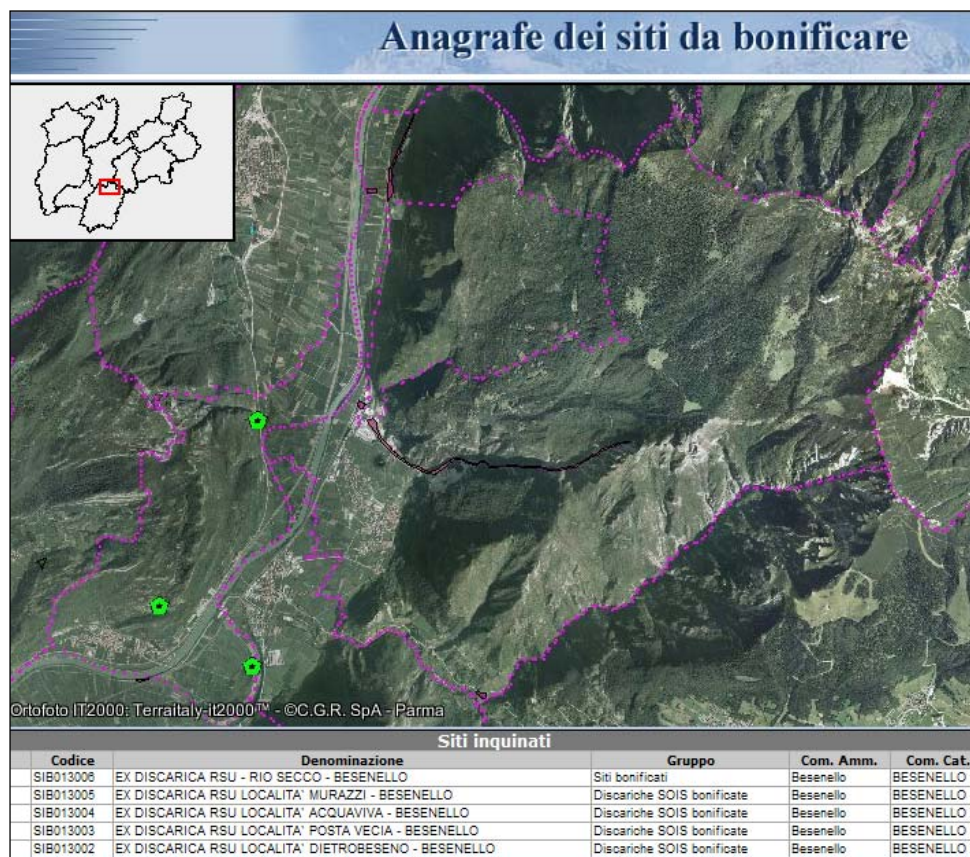 Anagrafe dei siti da bonificare
Ortofoto IT2000: Terraitaly-it2000™ - ©C.G.R. SpA - Parma
Siti inquinati
Codice Denominazione Gruppo Com. Amm. Com. Cat.
SIB013006 EX DISCARICA RSU - RIO SECCO - BESENELLO Siti bonificati Besenello BESENELLO
SIB013005 EX DISCARICA RSU LOCALITA' MURAZZI - BESENELLO Discariche SOIS bonificate Besenello BESENELLO
SIB013004 EX DISCARICA RSU LOCALITA' ACQUAVIVA - BESENELLO Discariche SOIS bonificate Besenello BESENELLO
SIB013003 EX DISCARICA RSU LOCALITA' POSTA VECIA - BESENELLO Discariche SOIS bonificate Besenello BESENELLO
SIB013002 EX DISCARICA RSU LOCALITA' DIETROBESENO - BESENELLO Discariche SOIS bonificate Besenello BESENELLO